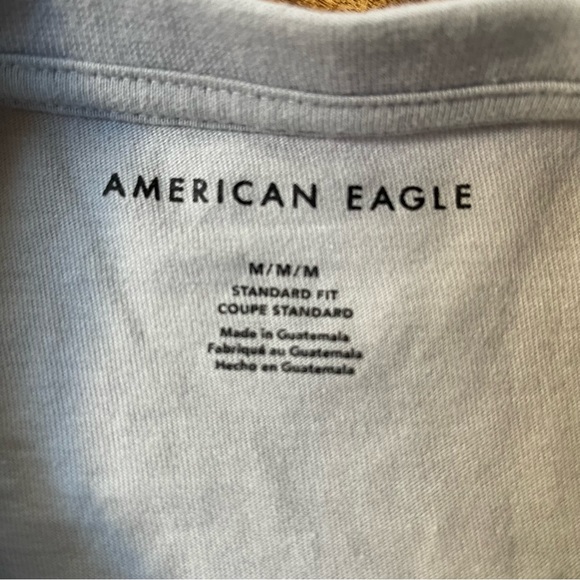 AMERICAN EAGLE
M/M/M
STANDARD FIT
COUPE STANDARD
Made in Guatemala
Fabriqué au Guatemala
Hecho en Guatemala